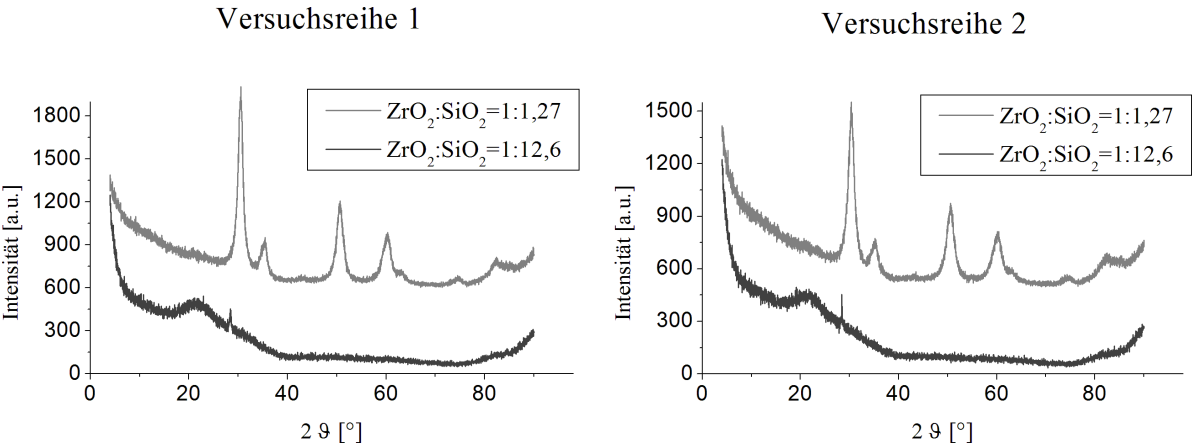 Versuchsreihe 1
ZrO₂:SiO₂=1:1,27
ZrO₂:SiO₂=1:12,6
Intensität [a.u.]
1800
1500
1200
900
600
300
0
0 20 40 60 80
2 ϑ [°]
Versuchsreihe 2
ZrO₂:SiO₂=1:1,27
ZrO₂:SiO₂=1:12,6
Intensität [a.u.]
1500
1200
900
600
300
0
0 20 40 60 80
2 ϑ [°]